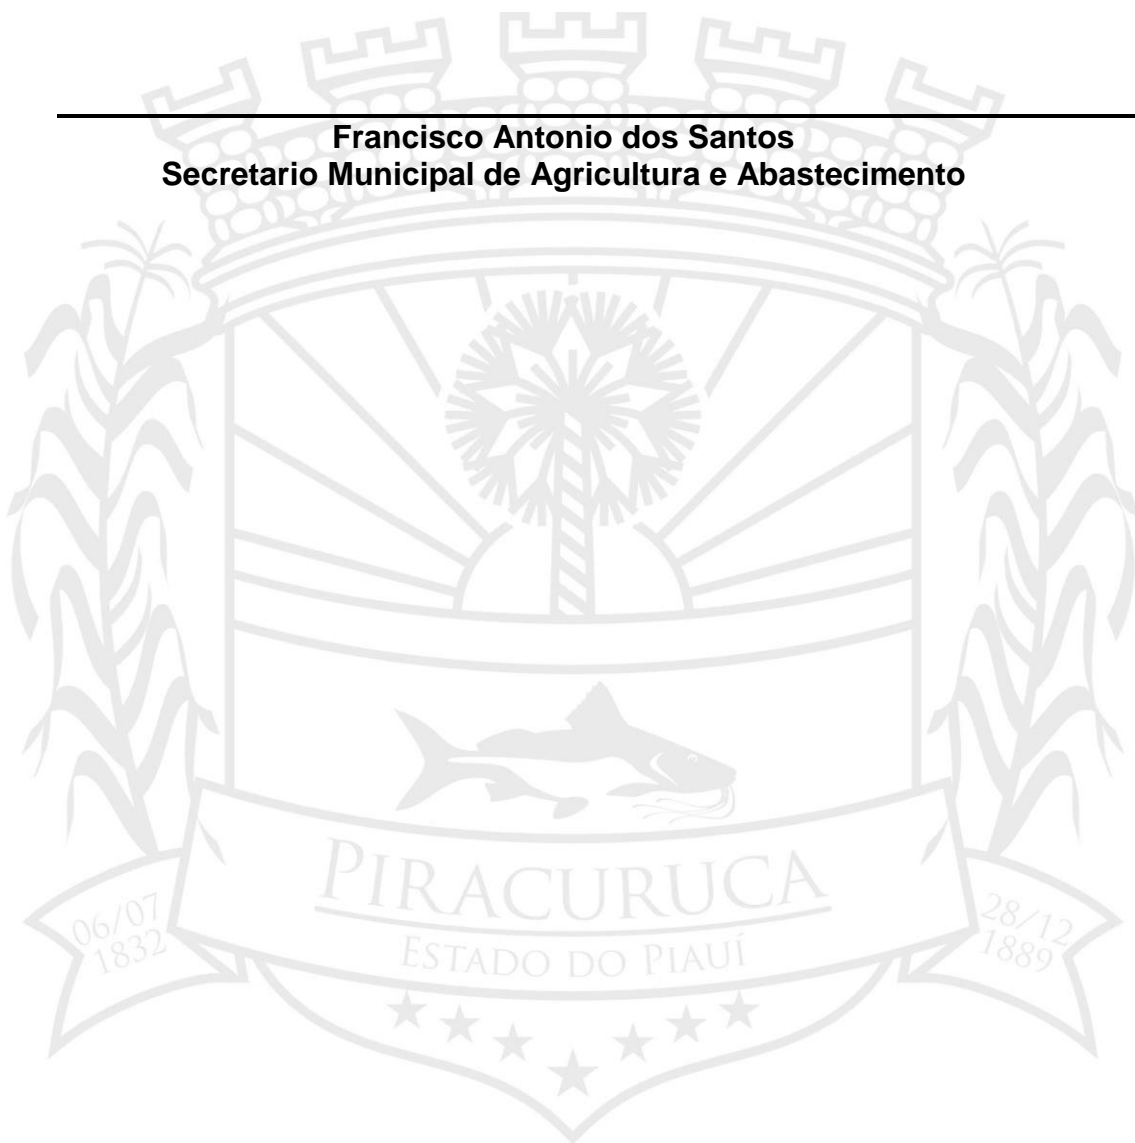 Francisco Antonio dos Santos
Secretario Municipal de Agricultura e Abastecimento
PIRACURUCA
ESTADO DO PIAUÍ
06/07
1832
28/12
1889